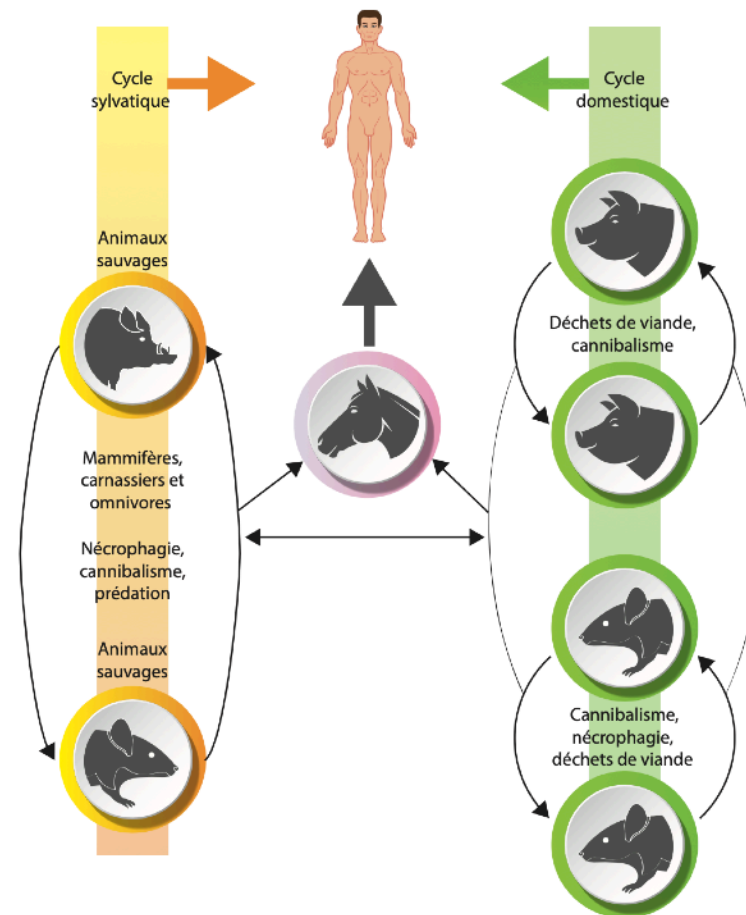 Cycle
sylvatique
Cycle
domestique
Animaux
sauvages
Déchets de viande,
cannibalisme
Mammifères,
carnassiers et
omnivores
Nécrophagie,
cannibalisme,
prédation
Animaux
sauvages
Cannibalisme,
nécrophagie,
déchets de viande